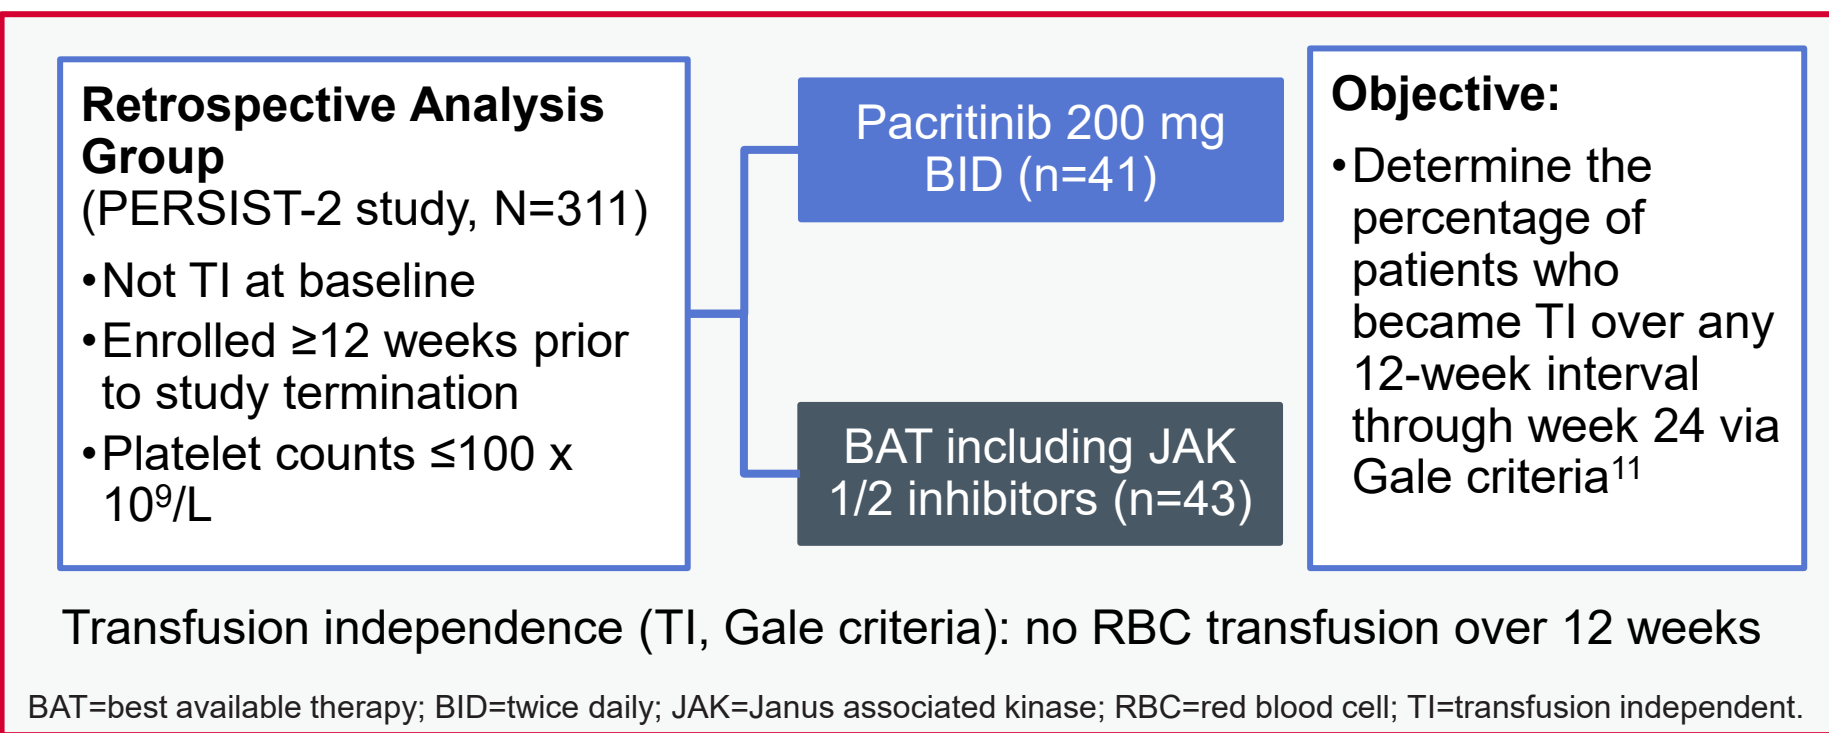 Retrospective Analysis
Group
(PERSIST-2 study, N=311)
•Not TI at baseline
•Enrolled ≥12 weeks prior
to study termination
•Platelet counts ≤100 x
10⁹/L
Pacritinib 200 mg
BID (n=41)
BAT including JAK
1/2 inhibitors (n=43)
Objective:
•Determine the
percentage of
patients who
became TI over any
12-week interval
through week 24 via
Gale criteria¹¹
Transfusion independence (TI, Gale criteria): no RBC transfusion over 12 weeks
BAT=best available therapy; BID=twice daily; JAK=Janus associated kinase; RBC=red blood cell; TI=transfusion independent.